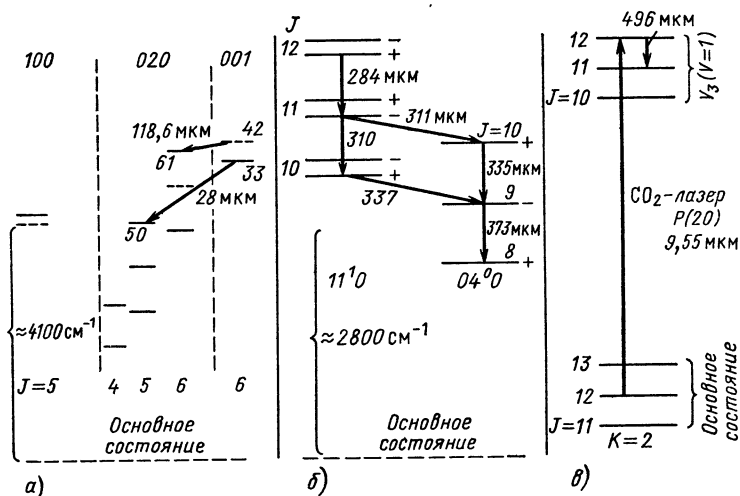 100 020 001
118,6 мкм
42
61
33
28 мкм
50
≈4100 см⁻¹
J=5 4 5 6 6
Основное
состояние
а)
J
12 − +
284 мкм
11 + −
311 мкм
J=10 +
310
335 мкм
10 − +
337
9 −
373 мкм
8 +
11¹0 04⁰0
≈2800 см⁻¹
Основное
состояние
б)
496 мкм
12
11
J=10
ν₃ (V=1)
CO₂-лазер
P(20)
9,55 мкм
13
12
J=11
K=2
Основное
состояние
в)